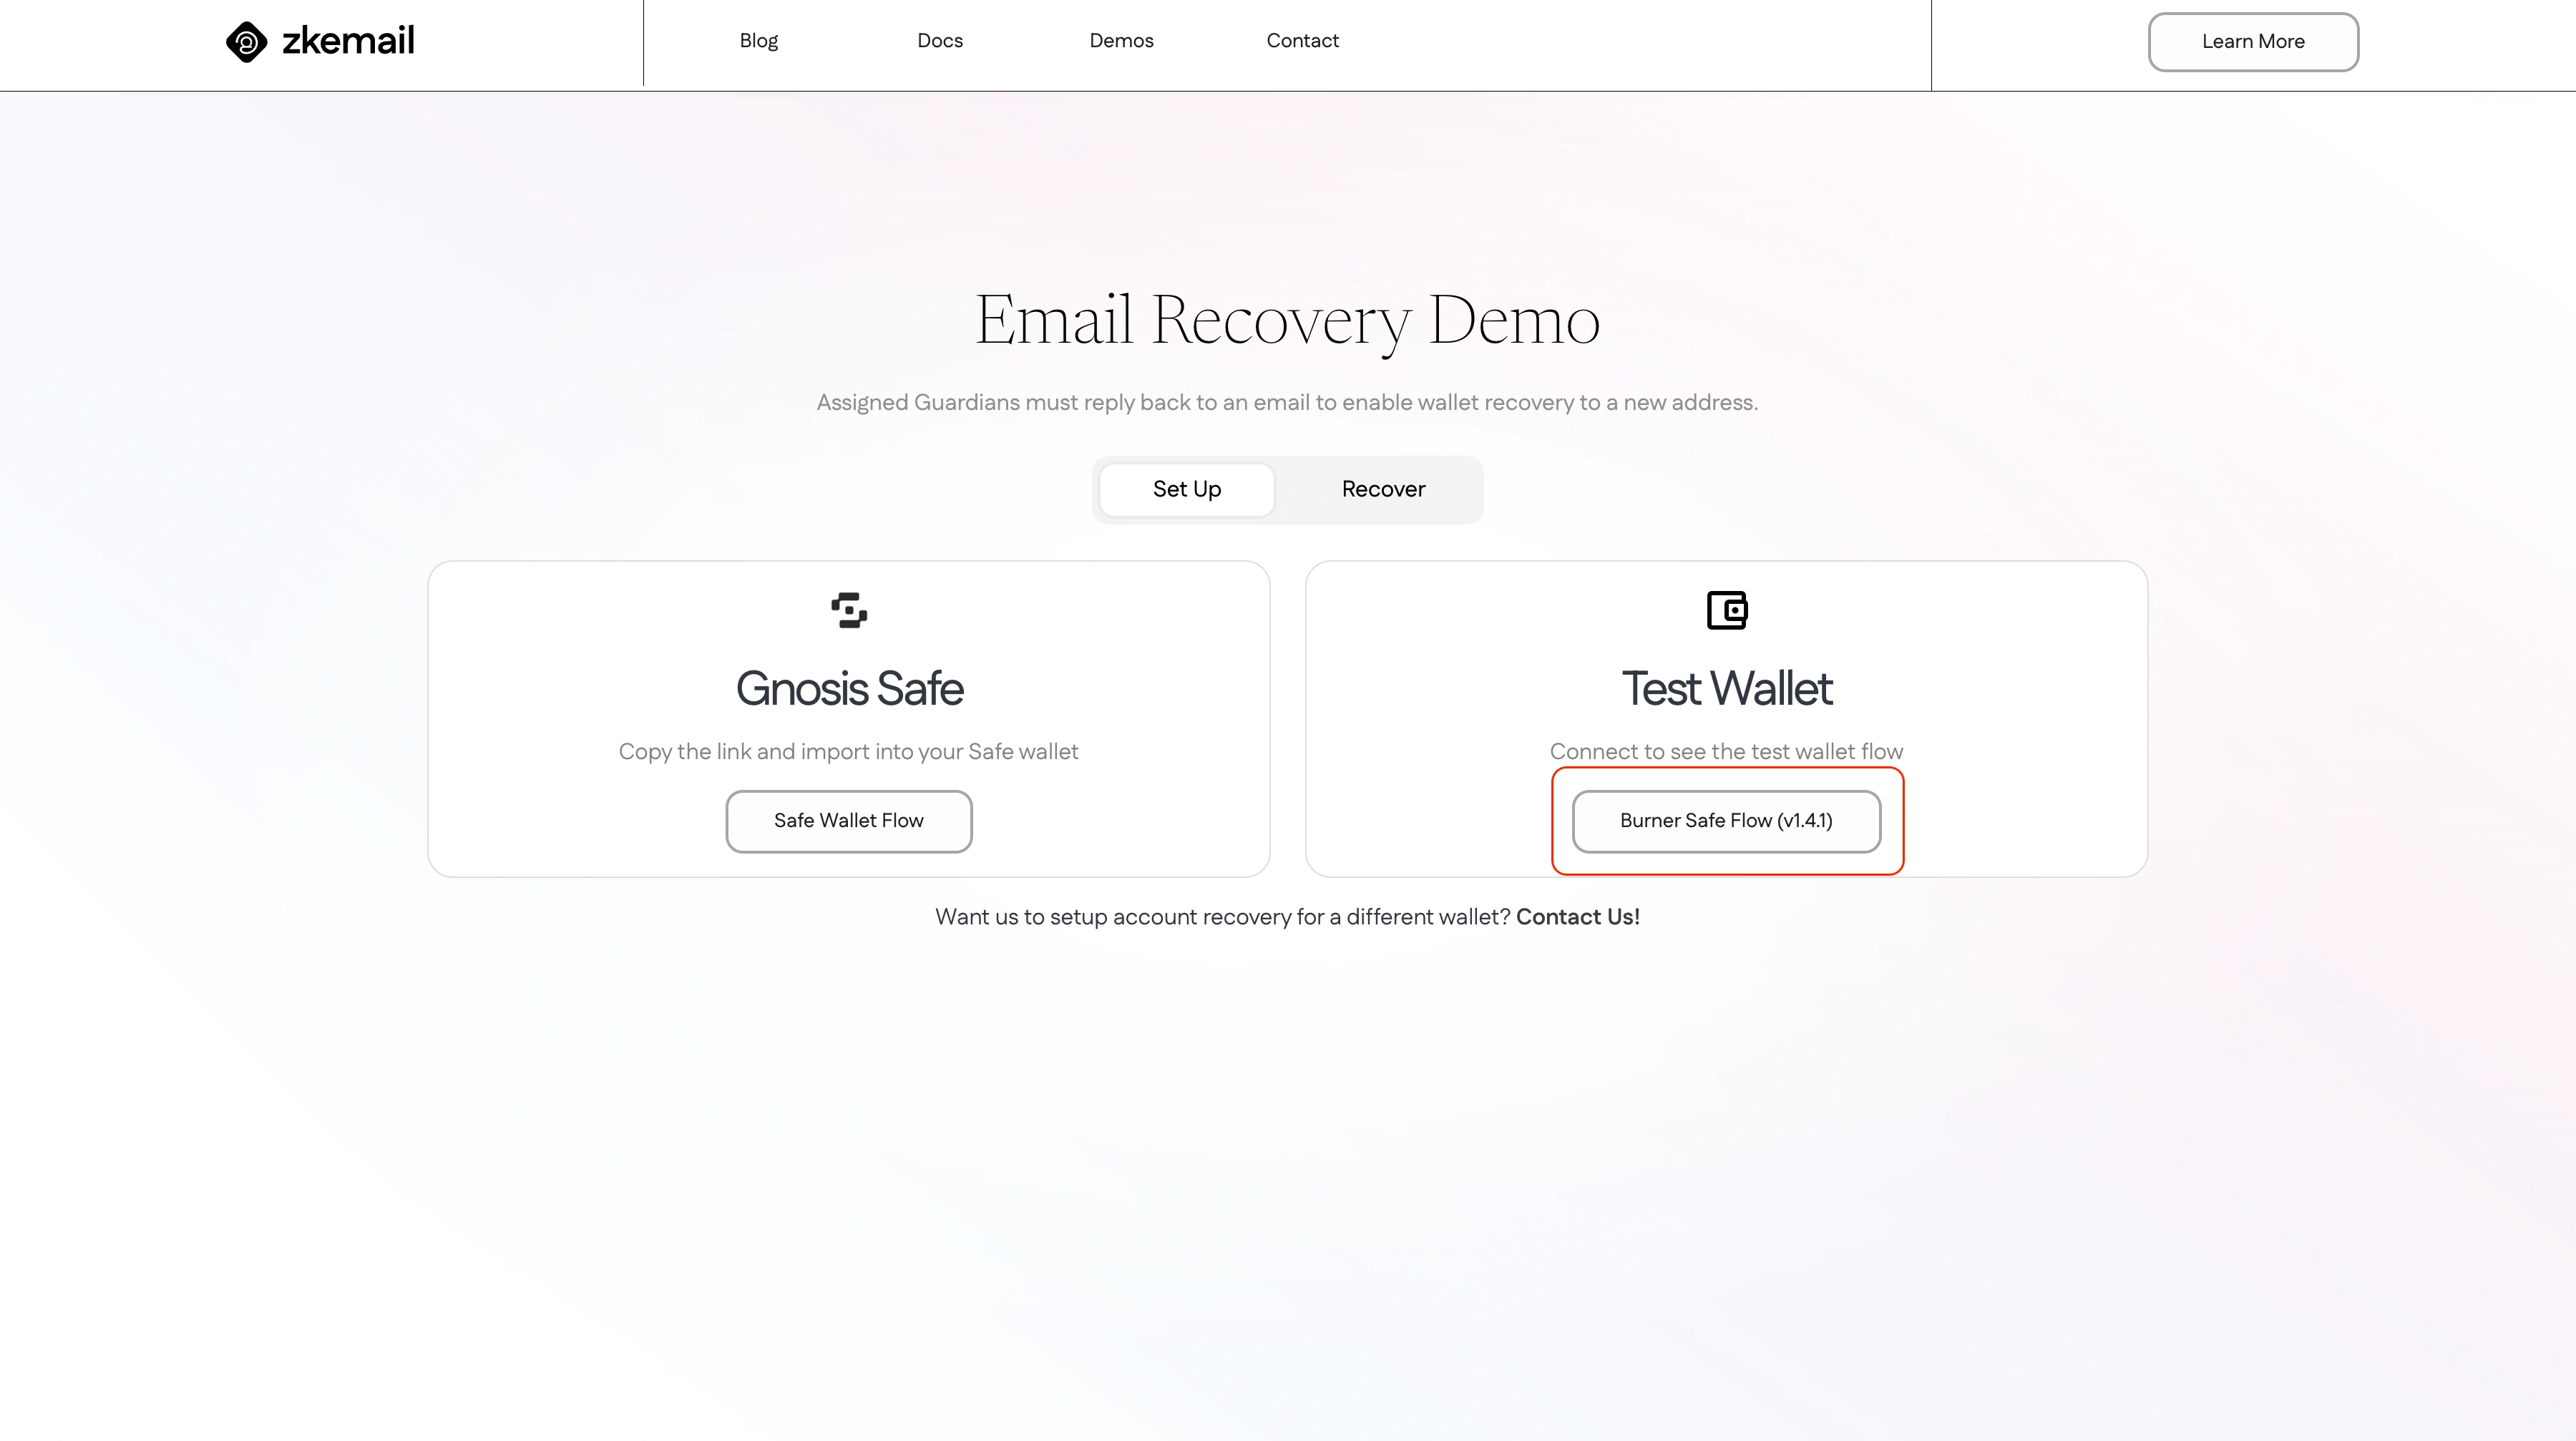 zkemail
Blog
Docs
Demos
Contact
Learn More
Email Recovery Demo
Assigned Guardians must reply back to an email to enable wallet recovery to a new address.
Set Up
Recover
Gnosis Safe
Copy the link and import into your Safe wallet
Safe Wallet Flow
Test Wallet
Connect to see the test wallet flow
Burner Safe Flow (v1.4.1)
Want us to setup account recovery for a different wallet? Contact Us!